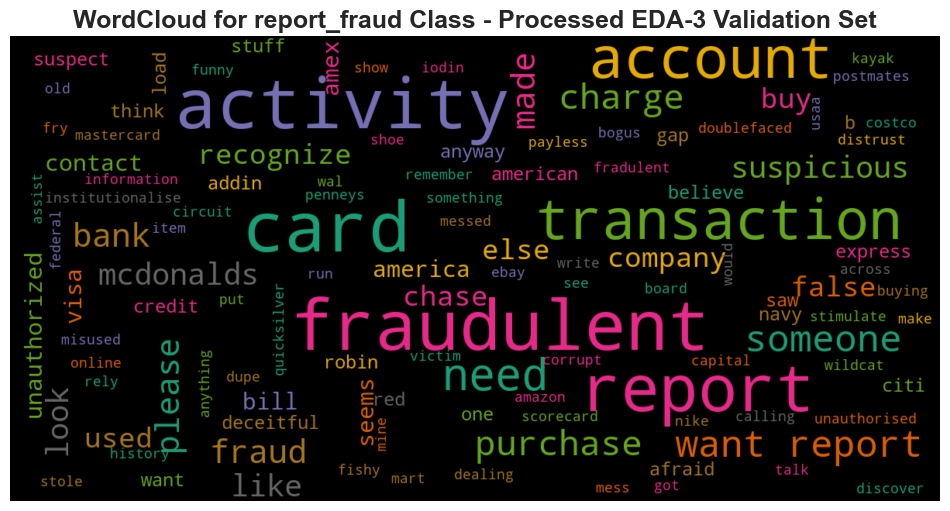 WordCloud for report_fraud Class - Processed EDA-3 Validation Set
suspect
stuff
funny
load
amex
show
iodin
made
account
kayak
postmates
old
think
activity
charge
buy
usaa
fry
mastercard
shoe
payless
bogus
gap
doublefaced
b
costco
distrust
contact
recognize
anyway
american
fradulent
suspicious
assist
information
institutionalise
addin
wal
penneys
remember
something
believe
circuit
item
federal
bank
card
messed
transaction
else
company
would
express
across
unauthorized
visa
mcdonalds
america
run
ebay
write
see
board
false
buying
credit
put
quicksilver
chase
saw
navy
stimulate
make
misused
online
rely
please
anything
fraudulent
someone
robin
victim
corrupt
capital
wildcat
citi
look
dupe
bill
need
amazon
report
red
seems
mine
deceitful
one
scorecard
nike
calling
unauthorised
used
history
fraud
purchase
want report
stole
want
like
fishy
mart
dealing
afraid
talk
mess
got
discover